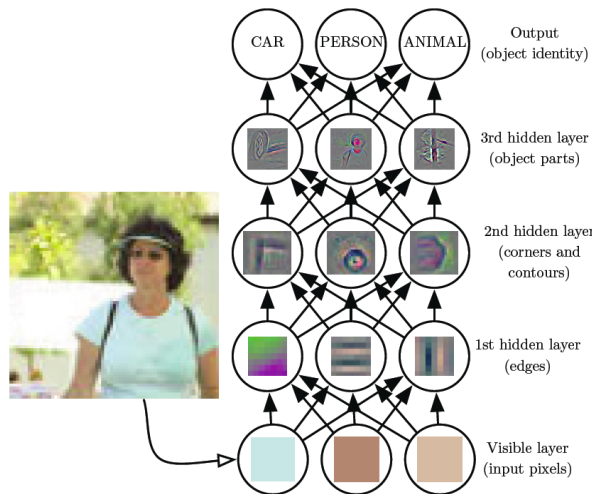 CAR
PERSON
ANIMAL
Output
(object identity)
3rd hidden layer
(object parts)
2nd hidden layer
(corners and
contours)
1st hidden layer
(edges)
Visible layer
(input pixels)